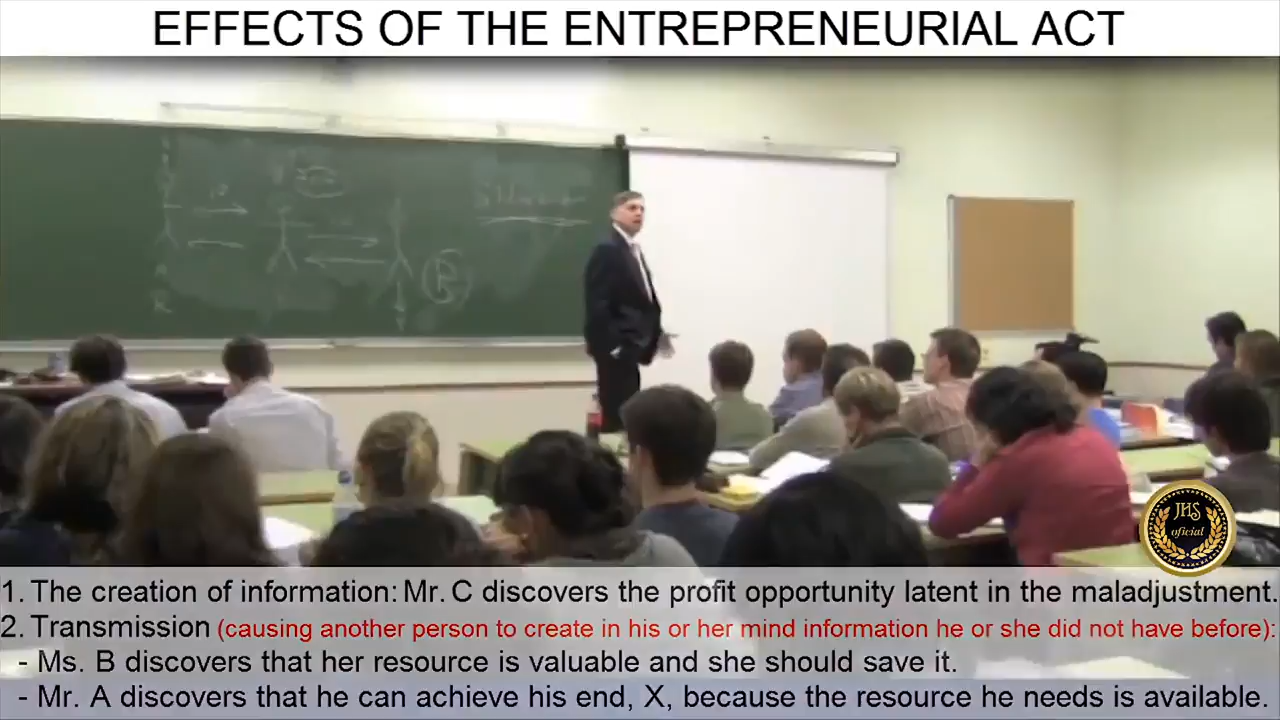 EFFECTS OF THE ENTREPRENEURIAL ACT
JHS
oficial
1. The creation of information: Mr. C discovers the profit opportunity latent in the maladjustment.
2. Transmission (causing another person to create in his or her mind information he or she did not have before):
- Ms. B discovers that her resource is valuable and she should save it.
- Mr. A discovers that he can achieve his end, X, because the resource he needs is available.